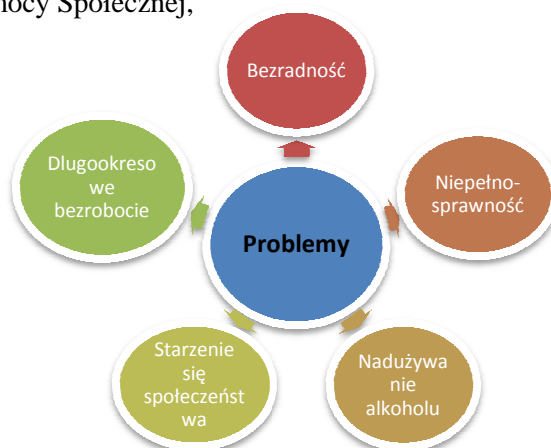 ocy Społecznej,
Bezradność
Dlugookreso
we
bezrobocie
Niepełno-
sprawność
Problemy
Starzenie
się
społeczeńst
wa
Nadużywa
nie
alkoholu